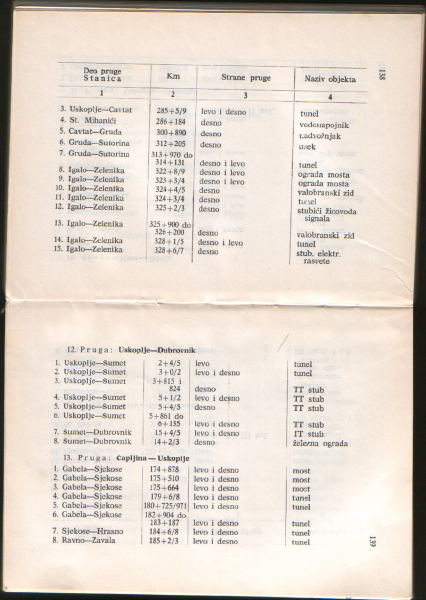 138
Deo pruge Stanica Km Strane pruge Naziv objekta
1 2 3 4
3. Uskoplje—Cavtat 285+5/9 levo i desno tunel
4. St. Mihanići 286+184 desno vodonapojnik
5. Cavtat—Gruda 300+890 desno nadvožnjak
6. Gruda—Sutorina 312+205 desno usek
7. Gruda—Sutorina 313+970 do
314+131 desno tunel
8. Igalo—Zelenika 322+8/9 desno i levo ograda mosta
9. Igalo—Zelenika 323+3/4 desno i levo ograda mosta
10. Igalo—Zelenika 324+4/5 desno valobranski zid
11. Igalo—Zelenika 324+3/4 desno tunel
12. Igalo—Zelenika 325+2/3 desno stubići žicovoda
signala
13. Igalo—Zelenika 325+900 do
326+200 desno valobranski zid
14. Igalo—Zelenika 328+1/5 desno i levo tunel
15. Igalo—Zelenika 328+6/7 desno stub. elektr.
rasvete
12. Pruga: Uskoplje—Dubrovnik
1. Uskoplje—Sumet 2+4/5 levo tunel
2. Uskoplje—Sumet 3+0/2 levo i desno tunel
3. Uskoplje—Sumet 3+815 i
824 desno TT stub
4. Uskoplje—Sumet 5+1/2 levo i desno TT stub
5. Uskoplje—Sumet 5+4/5 desno TT stub
6. Uskoplje—Sumet 5+861 do
6+135 levo i desno TT stub
7. Sumet—Dubrovnik 15+4/5 levo i desno TT stub
8. Sumet—Dubrovnik 14+2/3 desno železna ograda
13. Pruga: Capljina—Uskoplje
1. Gabela—Sjekose 174+878 levo i desno most
2. Gabela—Sjekose 175+510 levo i desno most
3. Gabela—Sjekose 175+664 levo i desno most
4. Gabela—Sjekose 179+6/8 levo i desno tunel
5. Gabela—Sjekose 180+725/971 levo i desno tunel
6. Gabela—Sjekose 182+904 do
183+187 levo i desno tunel
7. Sjekose—Hrasno 184+6/8 levo i desno tunel
8. Ravno—Zavala 185+2/3 levo i desno tunel
139